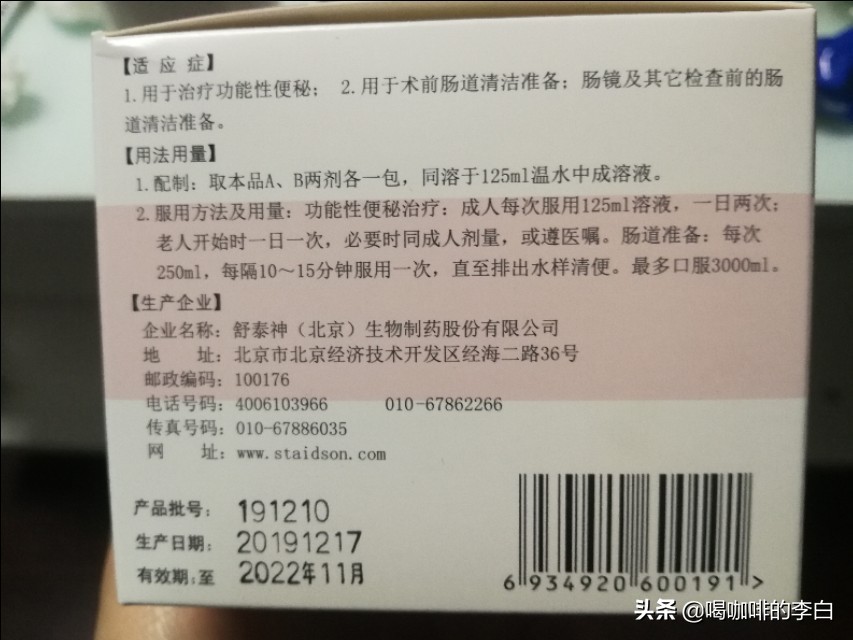 【适 应 症】
1.用于治疗功能性便秘； 2.用于术前肠道清洁准备；肠镜及其它检查前的肠
道清洁准备。
【用法用量】
1.配制：取本品A、B两剂各一包，同溶于125ml温水中成溶液。
2.服用方法及用量：功能性便秘治疗：成人每次服用125ml溶液，一日两次；
老人开始时一日一次，必要时同成人剂量，或遵医嘱。肠道准备：每次
250ml，每隔10～15分钟服用一次，直至排出水样清便。最多口服3000ml。
【生产企业】
企业名称：舒泰神（北京）生物制药股份有限公司
地 址：北京市北京经济技术开发区经海二路36号
邮政编码：100176
电话号码：4006103966 010-67862266
传真号码：010-67886035
网 址：www.staidson.com
产品批号：191210
生产日期：20191217
有效期：至 2022年11月
6 934920 600191 >
头条 @喝咖啡的李白